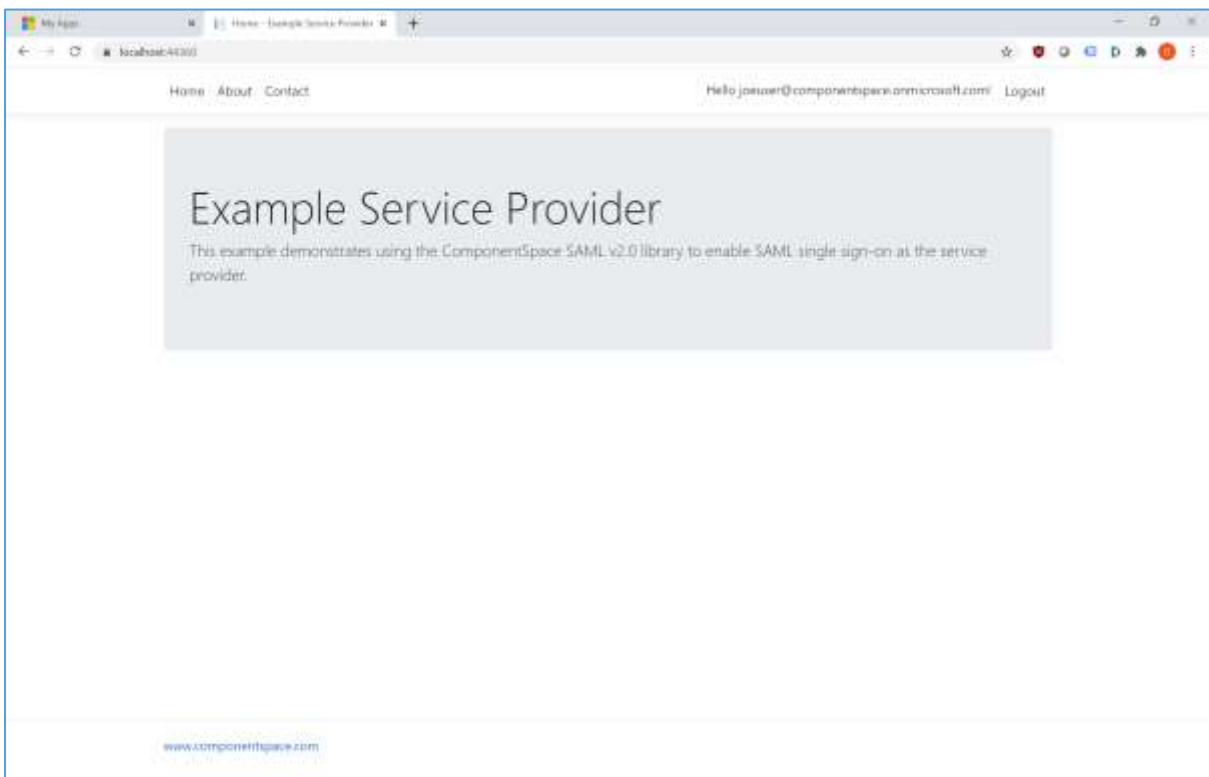 My Apps
Home - Example Service Provider
localhost:44360
Home About Contact
Hello joeuser@componentspace.onmicrosoft.com! Logout
Example Service Provider
This example demonstrates using the ComponentSpace SAML v2.0 library to enable SAML single sign-on as the service
provider.
www.componentspace.com